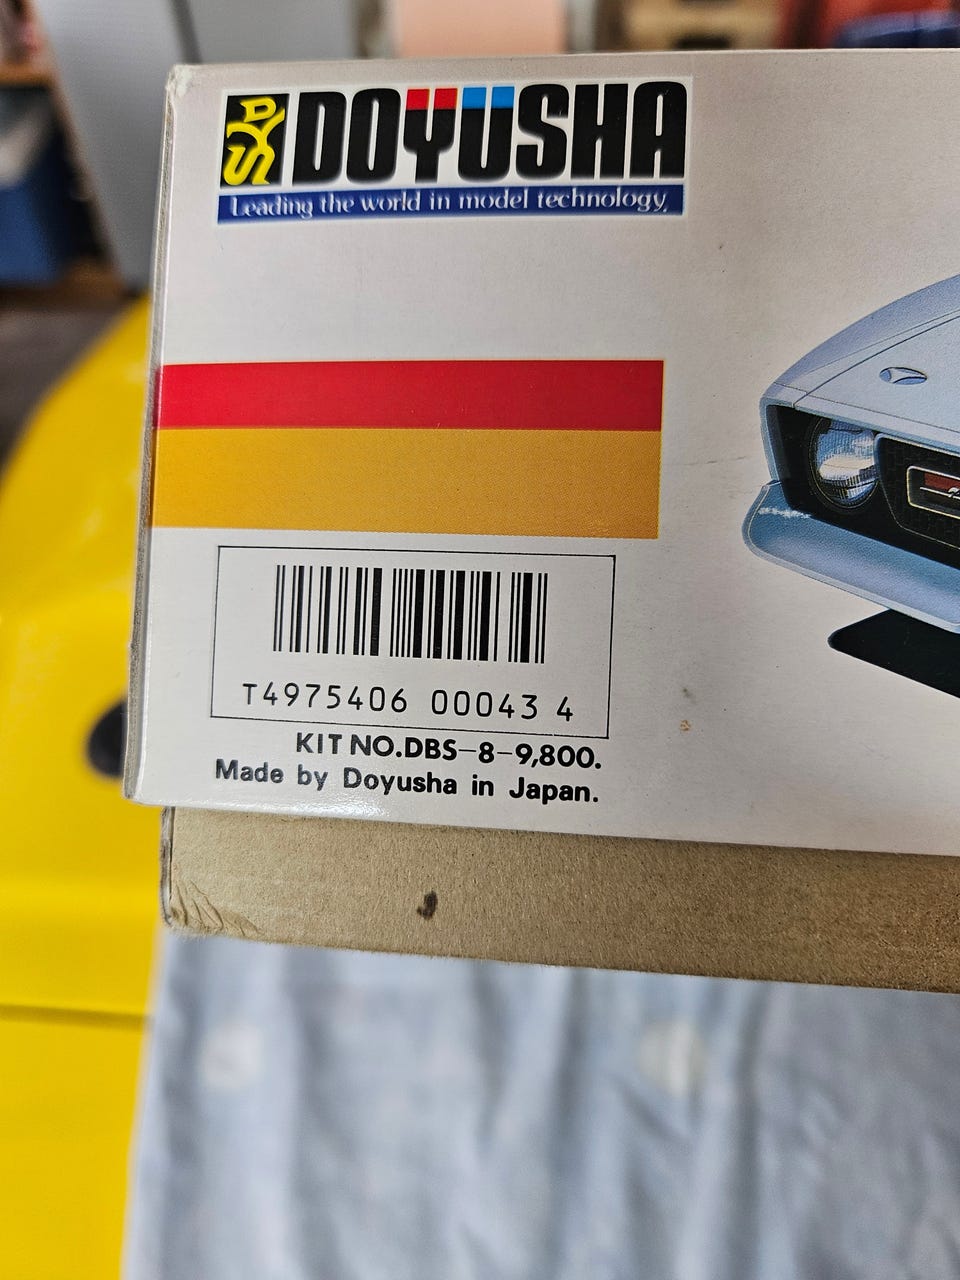 DYS DOYUSHA
Leading the world in model technology.
T4975406 00043 4
KIT NO.DBS-8-9,800.
Made by Doyusha in Japan.